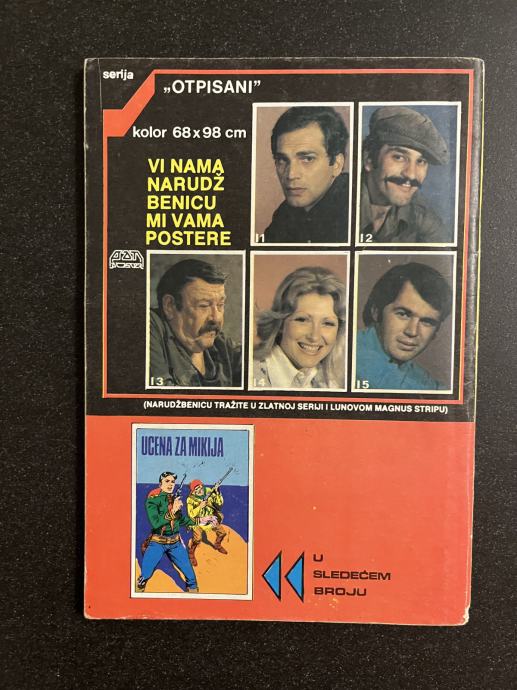 serija
„OTPISANI”
kolor 68 x 98 cm
VI NAMA
NARUDŽ
BENICU
MI VAMA
POSTERE
11
12
13
14
15
(NARUDŽBENICU TRAŽITE U ZLATNOJ SERIJI I LUNOVOM MAGNUS STRIPU)
UCENA ZA MIKIJA
U
SLEDEĆEM
BROJU